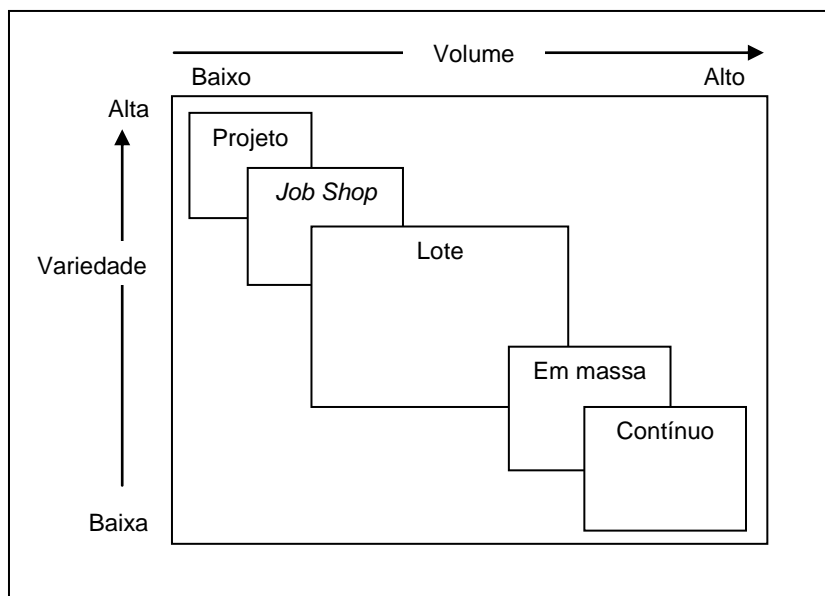 Volume
Baixo Alto
Alta
Projeto
Job Shop
Lote
Variedade
Em massa
Contínuo
Baixa